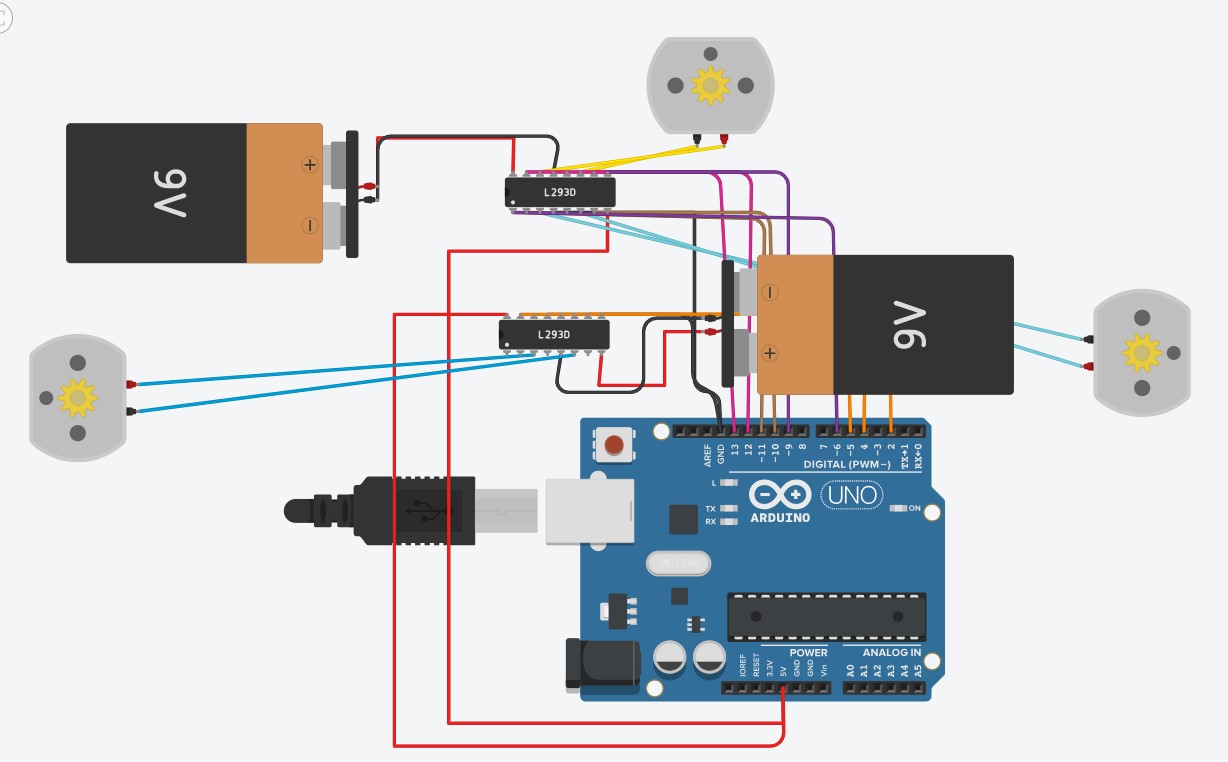 9V
+
−
L293D
L293D
9V
−
+
AREF
GND
13
12
~11
~10
~9
8
7
~6
~5
4
~3
2
TX→1
RX←0
DIGITAL (PWM~)
L
TX
RX
ARDUINO
UNO
ON
POWER
ANALOG IN
IOREF
RESET
3.3V
5V
GND
GND
Vin
A0
A1
A2
A3
A4
A5